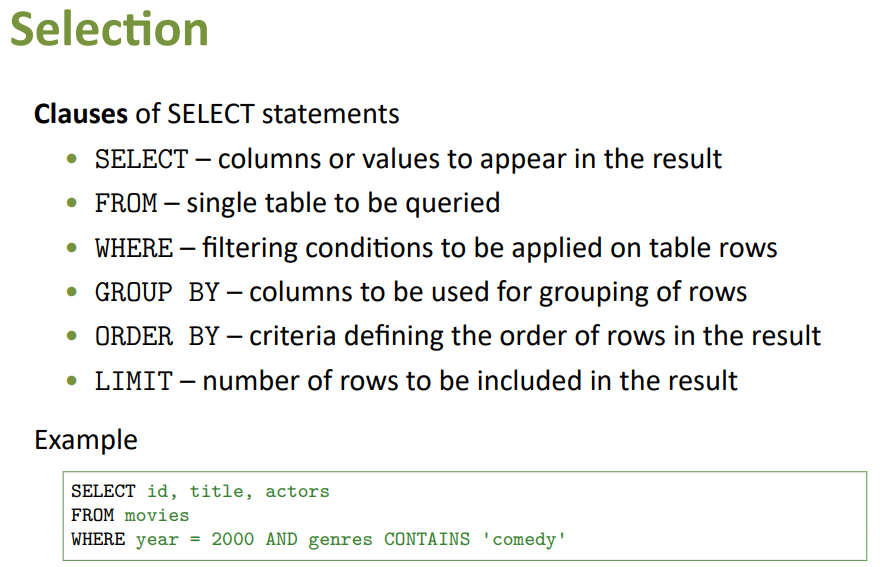 Selection
Clauses of SELECT statements
• SELECT – columns or values to appear in the result
• FROM – single table to be queried
• WHERE – filtering conditions to be applied on table rows
• GROUP BY – columns to be used for grouping of rows
• ORDER BY – criteria defining the order of rows in the result
• LIMIT – number of rows to be included in the result
Example
SELECT id, title, actors
FROM movies
WHERE year = 2000 AND genres CONTAINS 'comedy'